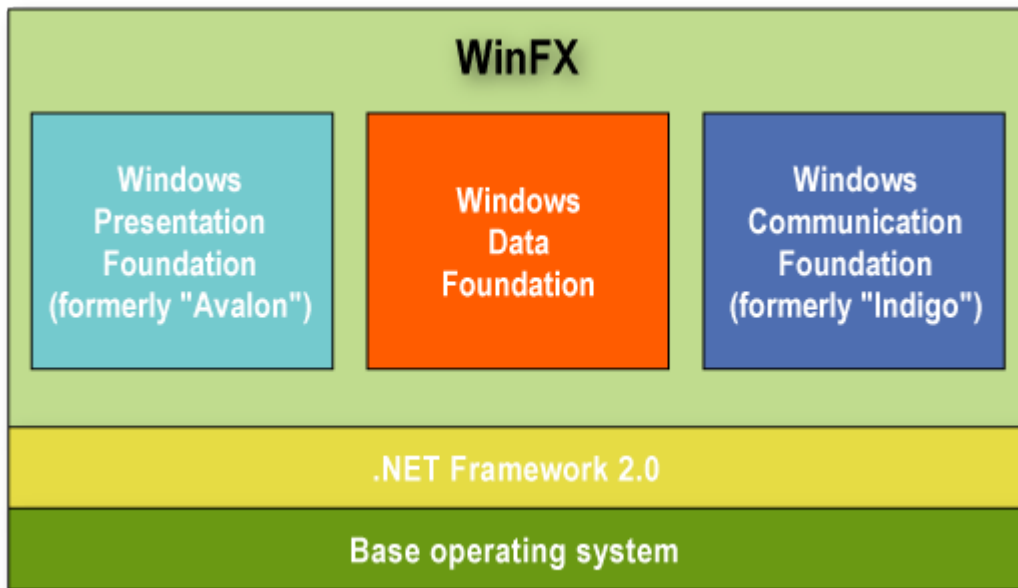 WinFX
Windows
Presentation
Foundation
(formerly "Avalon")
Windows
Data
Foundation
Windows
Communication
Foundation
(formerly "Indigo")
.NET Framework 2.0
Base operating system